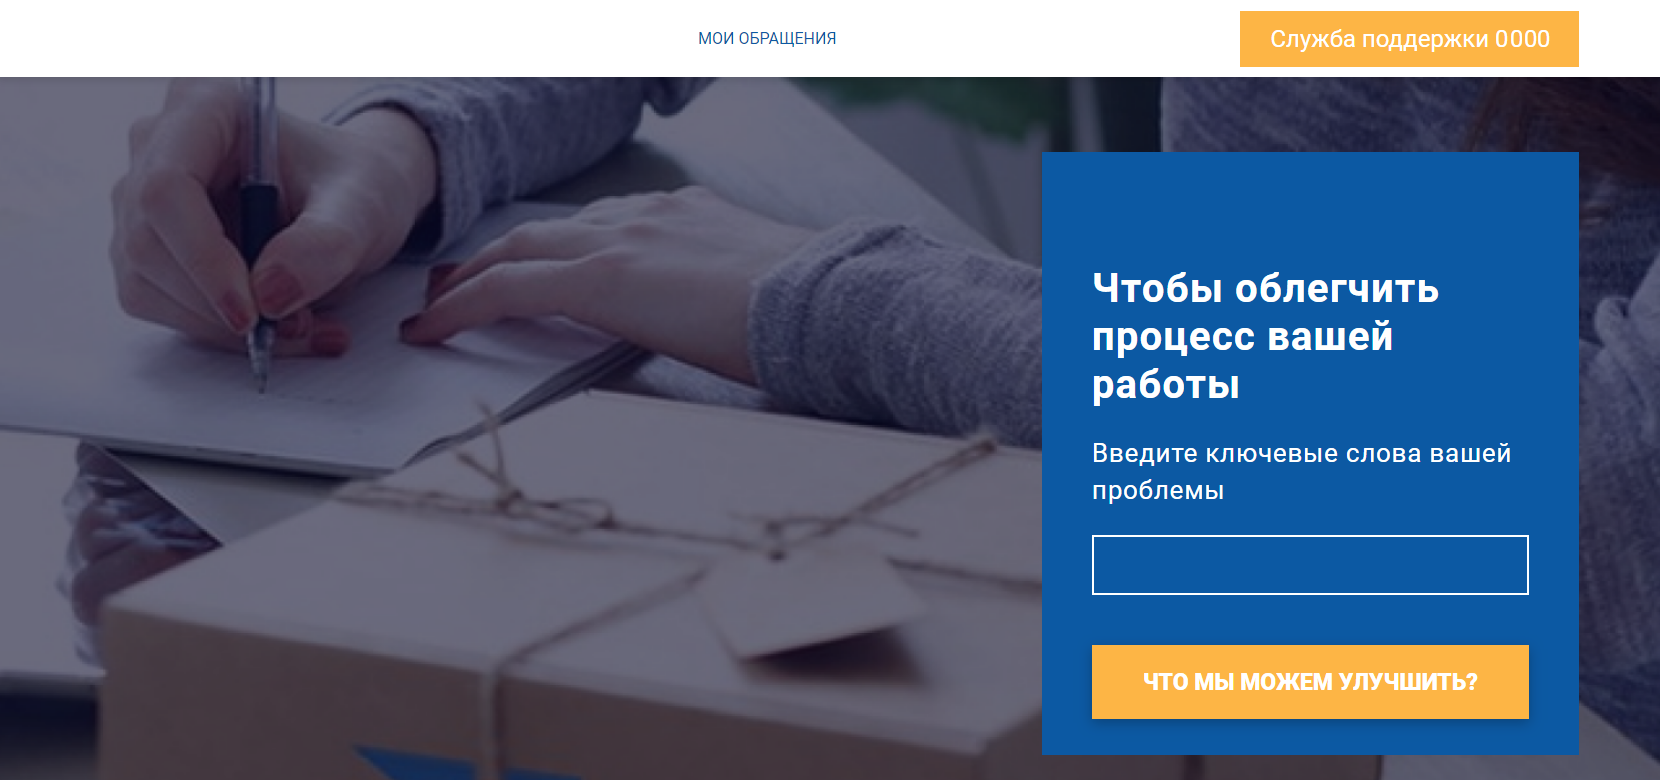 МОИ ОБРАЩЕНИЯ
Служба поддержки 0000
Чтобы облегчить
процесс вашей
работы
Введите ключевые слова вашей
проблемы
ЧТО МЫ МОЖЕМ УЛУЧШИТЬ?